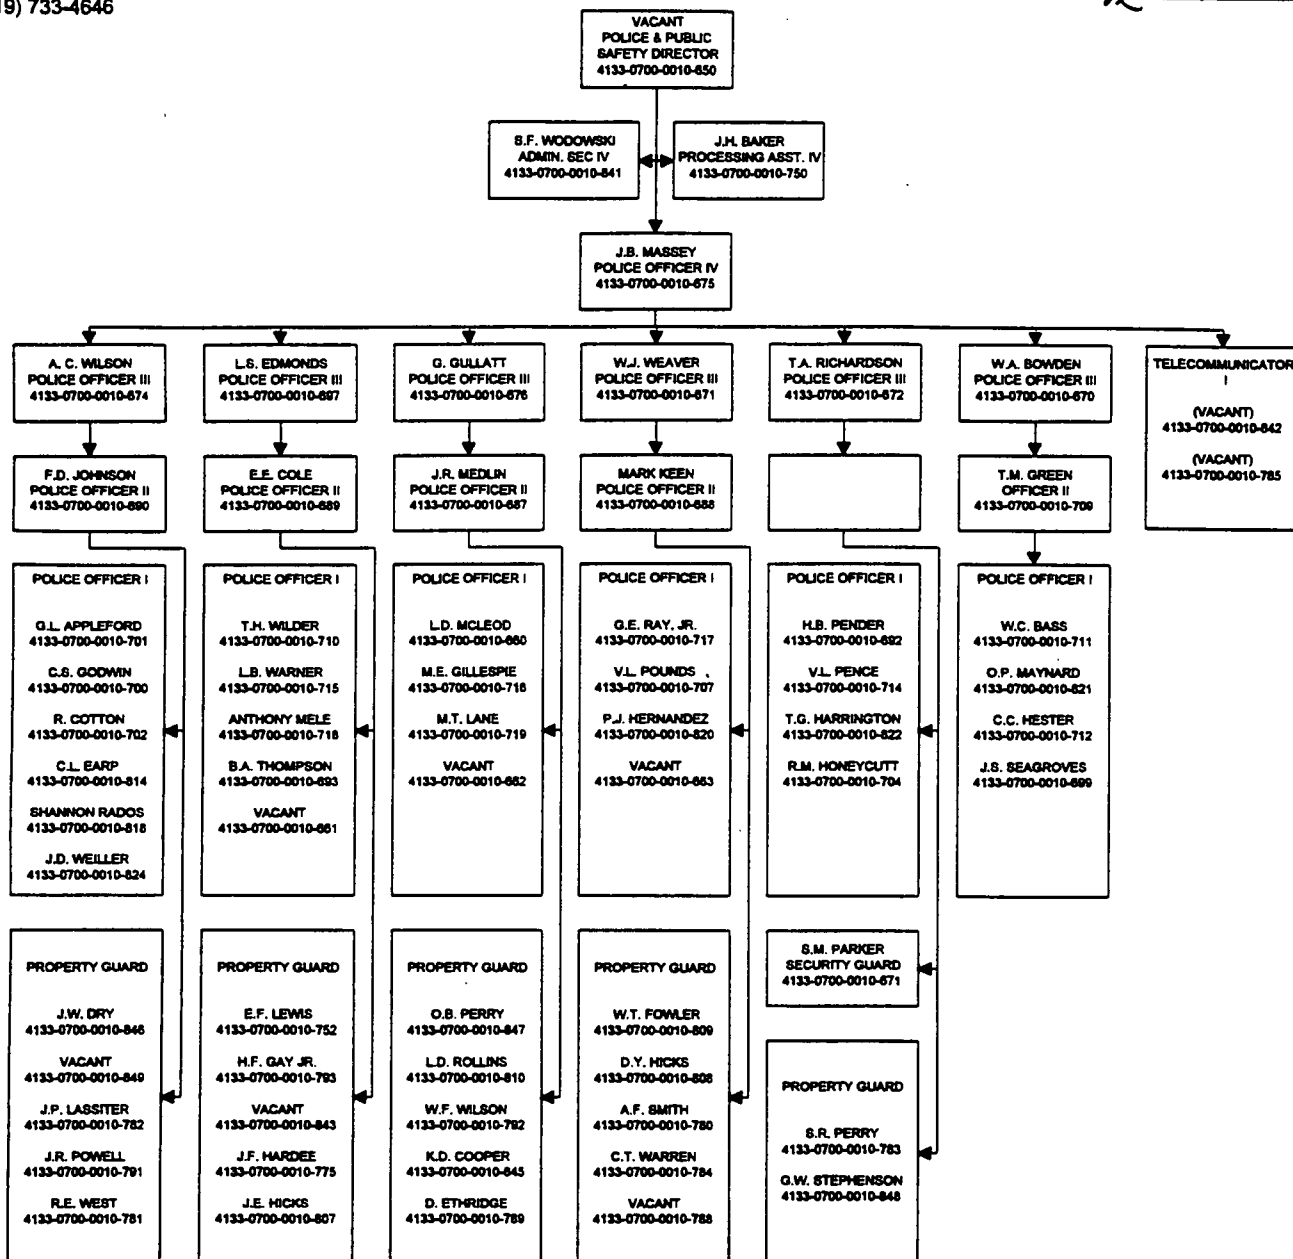 19) 733-4646
VACANT
POLICE & PUBLIC
SAFETY DIRECTOR
4133-0700-0010-650
S.F. WODOWSKI
ADMIN. SEC IV
4133-0700-0010-841
J.H. BAKER
PROCESSING ASST. IV
4133-0700-0010-750
J.B. MASSEY
POLICE OFFICER IV
4133-0700-0010-675
A. C. WILSON
POLICE OFFICER III
4133-0700-0010-674
L.S. EDMONDS
POLICE OFFICER III
4133-0700-0010-697
G. GULLATT
POLICE OFFICER III
4133-0700-0010-676
W.J. WEAVER
POLICE OFFICER III
4133-0700-0010-671
T.A. RICHARDSON
POLICE OFFICER III
4133-0700-0010-672
W.A. BOWDEN
POLICE OFFICER III
4133-0700-0010-670
TELECOMMUNICATOR
I
(VACANT)
4133-0700-0010-842
(VACANT)
4133-0700-0010-785
F.D. JOHNSON
POLICE OFFICER II
4133-0700-0010-690
E.E. COLE
POLICE OFFICER II
4133-0700-0010-689
J.R. MEDLIN
POLICE OFFICER II
4133-0700-0010-687
MARK KEEN
POLICE OFFICER II
4133-0700-0010-688
T.M. GREEN
OFFICER II
4133-0700-0010-709
POLICE OFFICER I
G.L. APPLEFORD
4133-0700-0010-701
C.S. GODWIN
4133-0700-0010-700
R. COTTON
4133-0700-0010-702
C.L. EARP
4133-0700-0010-814
SHANNON RADOS
4133-0700-0010-818
J.D. WEILLER
4133-0700-0010-824
POLICE OFFICER I
T.H. WILDER
4133-0700-0010-710
L.B. WARNER
4133-0700-0010-715
ANTHONY MELE
4133-0700-0010-718
B.A. THOMPSON
4133-0700-0010-693
VACANT
4133-0700-0010-661
POLICE OFFICER I
L.D. MCLEOD
4133-0700-0010-660
M.E. GILLESPIE
4133-0700-0010-716
M.T. LANE
4133-0700-0010-719
VACANT
4133-0700-0010-662
POLICE OFFICER I
G.E. RAY, JR.
4133-0700-0010-717
V.L. POUNDS
4133-0700-0010-707
P.J. HERNANDEZ
4133-0700-0010-820
VACANT
4133-0700-0010-663
POLICE OFFICER I
H.B. PENDER
4133-0700-0010-692
V.L. PENCE
4133-0700-0010-714
T.G. HARRINGTON
4133-0700-0010-822
R.M. HONEYCUTT
4133-0700-0010-704
POLICE OFFICER I
W.C. BASS
4133-0700-0010-711
O.P. MAYNARD
4133-0700-0010-821
C.C. HESTER
4133-0700-0010-712
J.S. SEAGROVES
4133-0700-0010-699
PROPERTY GUARD
J.W. DRY
4133-0700-0010-846
VACANT
4133-0700-0010-849
J.P. LASSITER
4133-0700-0010-782
J.R. POWELL
4133-0700-0010-791
R.E. WEST
4133-0700-0010-781
PROPERTY GUARD
E.F. LEWIS
4133-0700-0010-752
H.F. GAY JR.
4133-0700-0010-793
VACANT
4133-0700-0010-843
J.F. HARDEE
4133-0700-0010-775
J.E. HICKS
4133-0700-0010-807
PROPERTY GUARD
O.B. PERRY
4133-0700-0010-847
L.D. ROLLINS
4133-0700-0010-810
W.F. WILSON
4133-0700-0010-792
K.D. COOPER
4133-0700-0010-845
D. ETHRIDGE
4133-0700-0010-789
PROPERTY GUARD
W.T. FOWLER
4133-0700-0010-809
D.Y. HICKS
4133-0700-0010-808
A.F. SMITH
4133-0700-0010-780
C.T. WARREN
4133-0700-0010-784
VACANT
4133-0700-0010-788
S.M. PARKER
SECURITY GUARD
4133-0700-0010-671
PROPERTY GUARD
S.R. PERRY
4133-0700-0010-783
G.W. STEPHENSON
4133-0700-0010-848